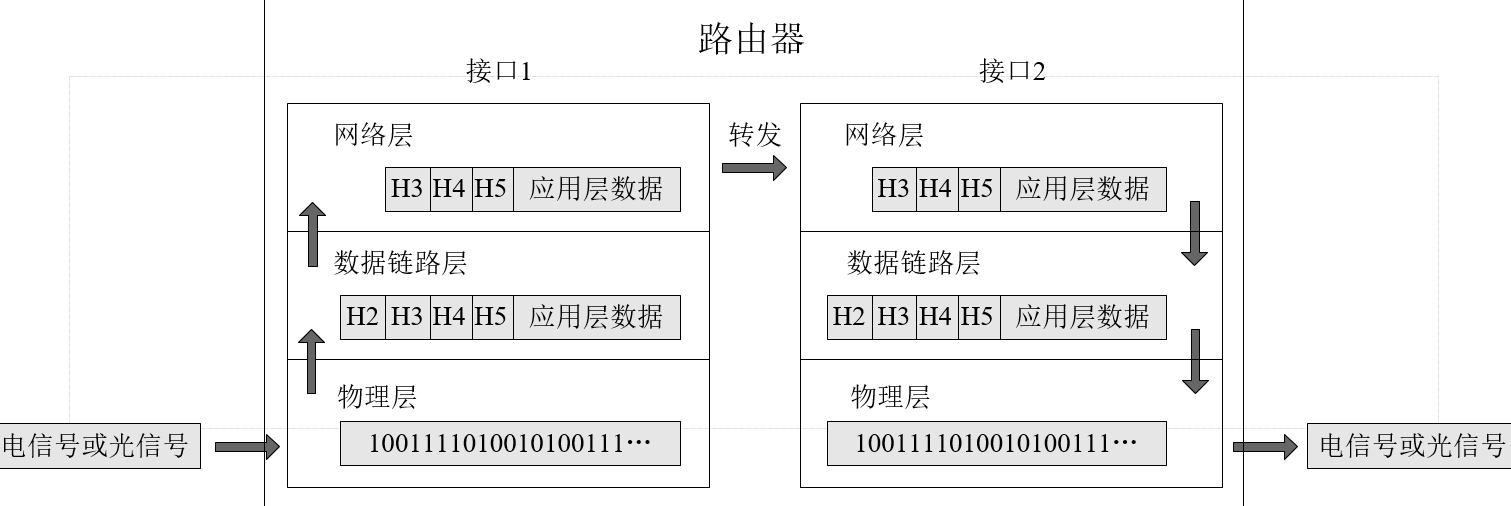 路由器
接口1
接口2
网络层
转发
网络层
H3 H4 H5 应用层数据
H3 H4 H5 应用层数据
数据链路层
数据链路层
H2 H3 H4 H5 应用层数据
H2 H3 H4 H5 应用层数据
物理层
物理层
电信号或光信号
1001111010010100111…
1001111010010100111…
电信号或光信号